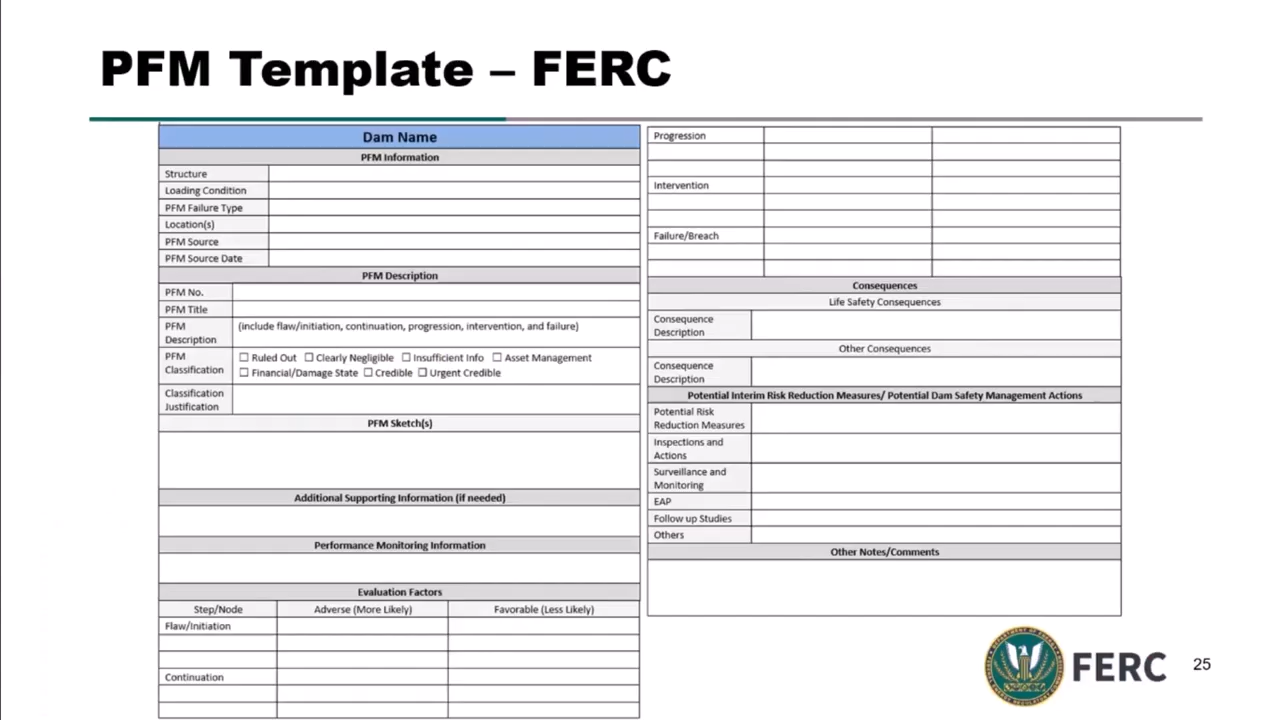 PFM Template – FERC
Dam Name
PFM Information
Structure
Loading Condition
PFM Failure Type
Location(s)
PFM Source
PFM Source Date
PFM Description
PFM No.
PFM Title
PFM
Description
(include flaw/initiation, continuation, progression, intervention, and failure)
PFM
Classification
☐ Ruled Out ☐ Clearly Negligible ☐ Insufficient Info ☐ Asset Management
☐ Financial/Damage State ☐ Credible ☐ Urgent Credible
Classification
Justification
PFM Sketch(s)
Additional Supporting Information (if needed)
Performance Monitoring Information
Evaluation Factors
Step/Node Adverse (More Likely) Favorable (Less Likely)
Flaw/Initiation
Continuation
Progression
Intervention
Failure/Breach
Consequences
Life Safety Consequences
Consequence
Description
Other Consequences
Consequence
Description
Potential Interim Risk Reduction Measures/ Potential Dam Safety Management Actions
Potential Risk
Reduction Measures
Inspections and
Actions
Surveillance and
Monitoring
EAP
Follow up Studies
Others
Other Notes/Comments
FERC
25